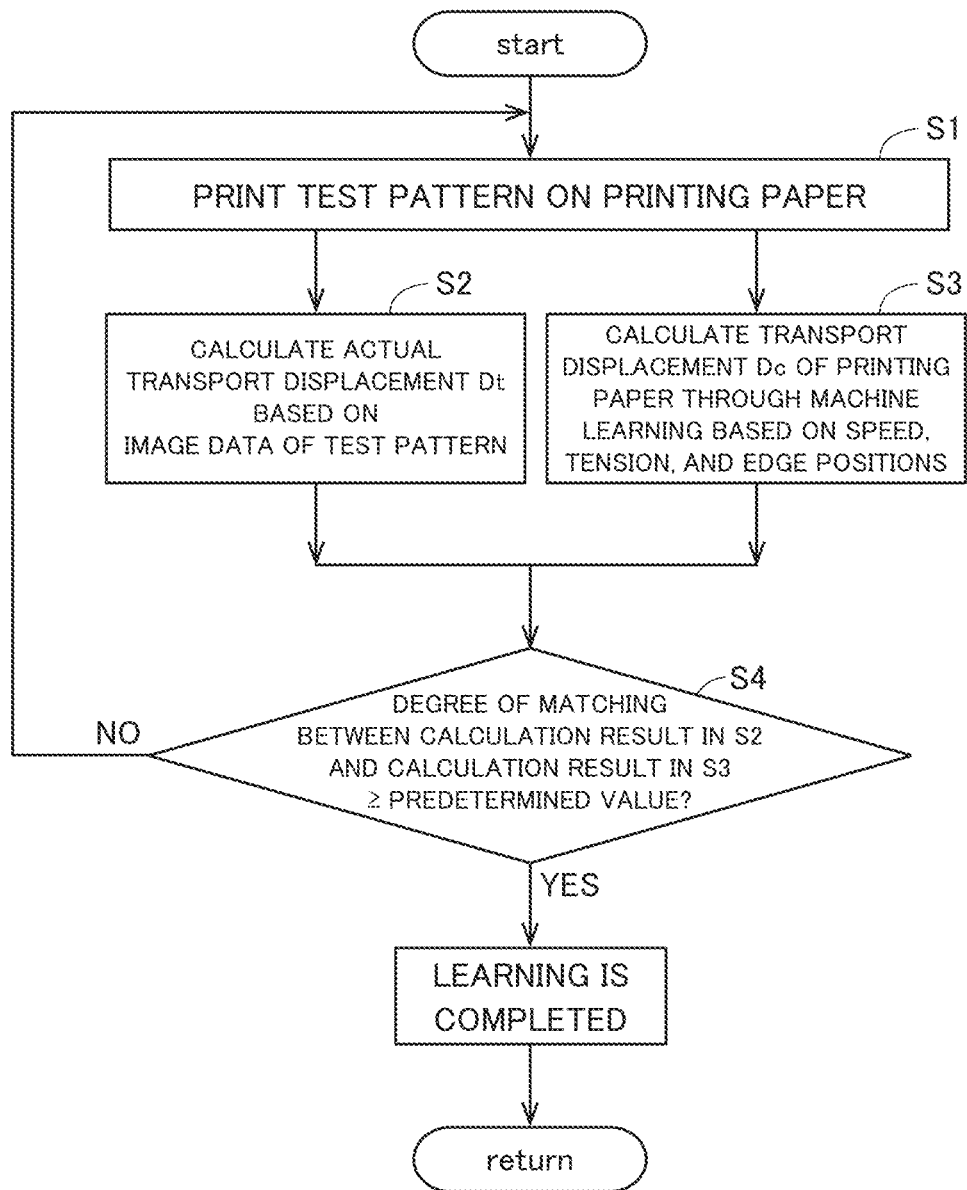 start
S1
PRINT TEST PATTERN ON PRINTING PAPER
S2
CALCULATE ACTUAL
TRANSPORT DISPLACEMENT Dt
BASED ON
IMAGE DATA OF TEST PATTERN
S3
CALCULATE TRANSPORT
DISPLACEMENT Dc OF PRINTING
PAPER THROUGH MACHINE
LEARNING BASED ON SPEED,
TENSION, AND EDGE POSITIONS
S4
DEGREE OF MATCHING
BETWEEN CALCULATION RESULT IN S2
AND CALCULATION RESULT IN S3
≥ PREDETERMINED VALUE?
NO
YES
LEARNING IS
COMPLETED
return